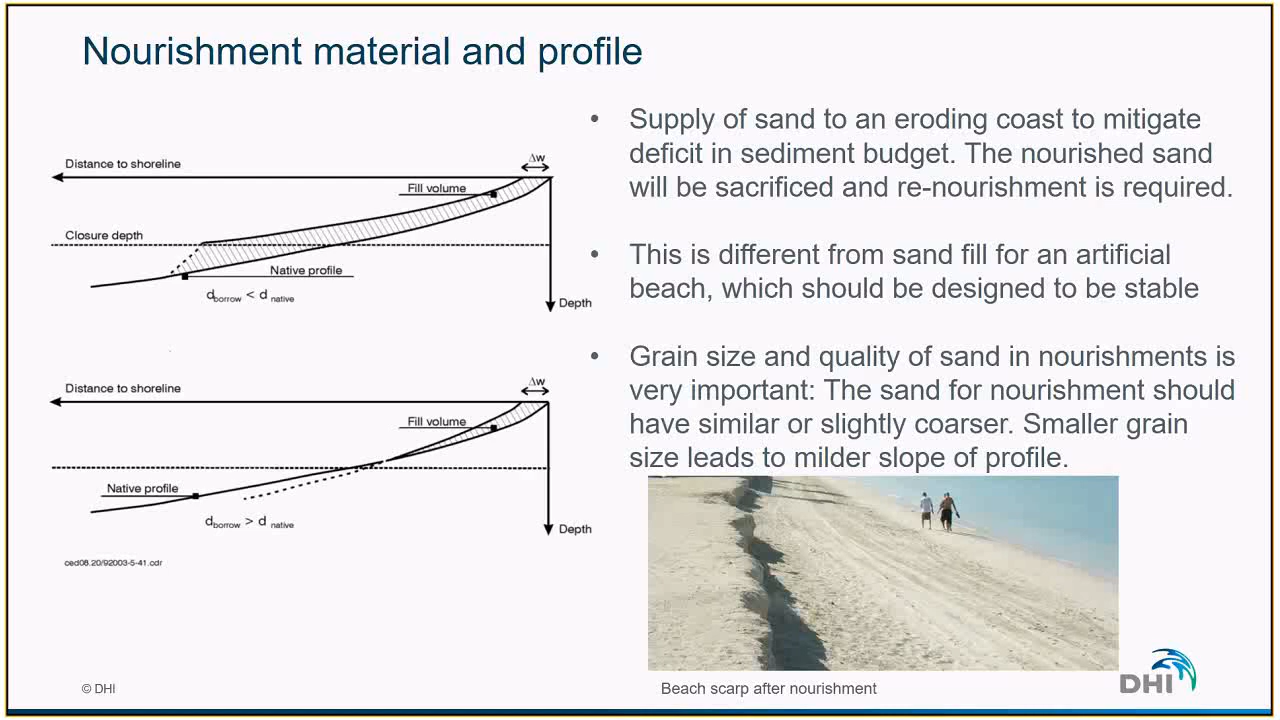 Nourishment material and profile
Distance to shoreline
Δw
Fill volume
Closure depth
Native profile
dborrow < d native
Depth
Distance to shoreline
Δw
Fill volume
Native profile
dborrow > d native
Depth
ced08.20/92003-5-41.cdr
• Supply of sand to an eroding coast to mitigate
deficit in sediment budget. The nourished sand
will be sacrificed and re-nourishment is required.
• This is different from sand fill for an artificial
beach, which should be designed to be stable
• Grain size and quality of sand in nourishments is
very important: The sand for nourishment should
have similar or slightly coarser. Smaller grain
size leads to milder slope of profile.
Beach scarp after nourishment
© DHI
DHI